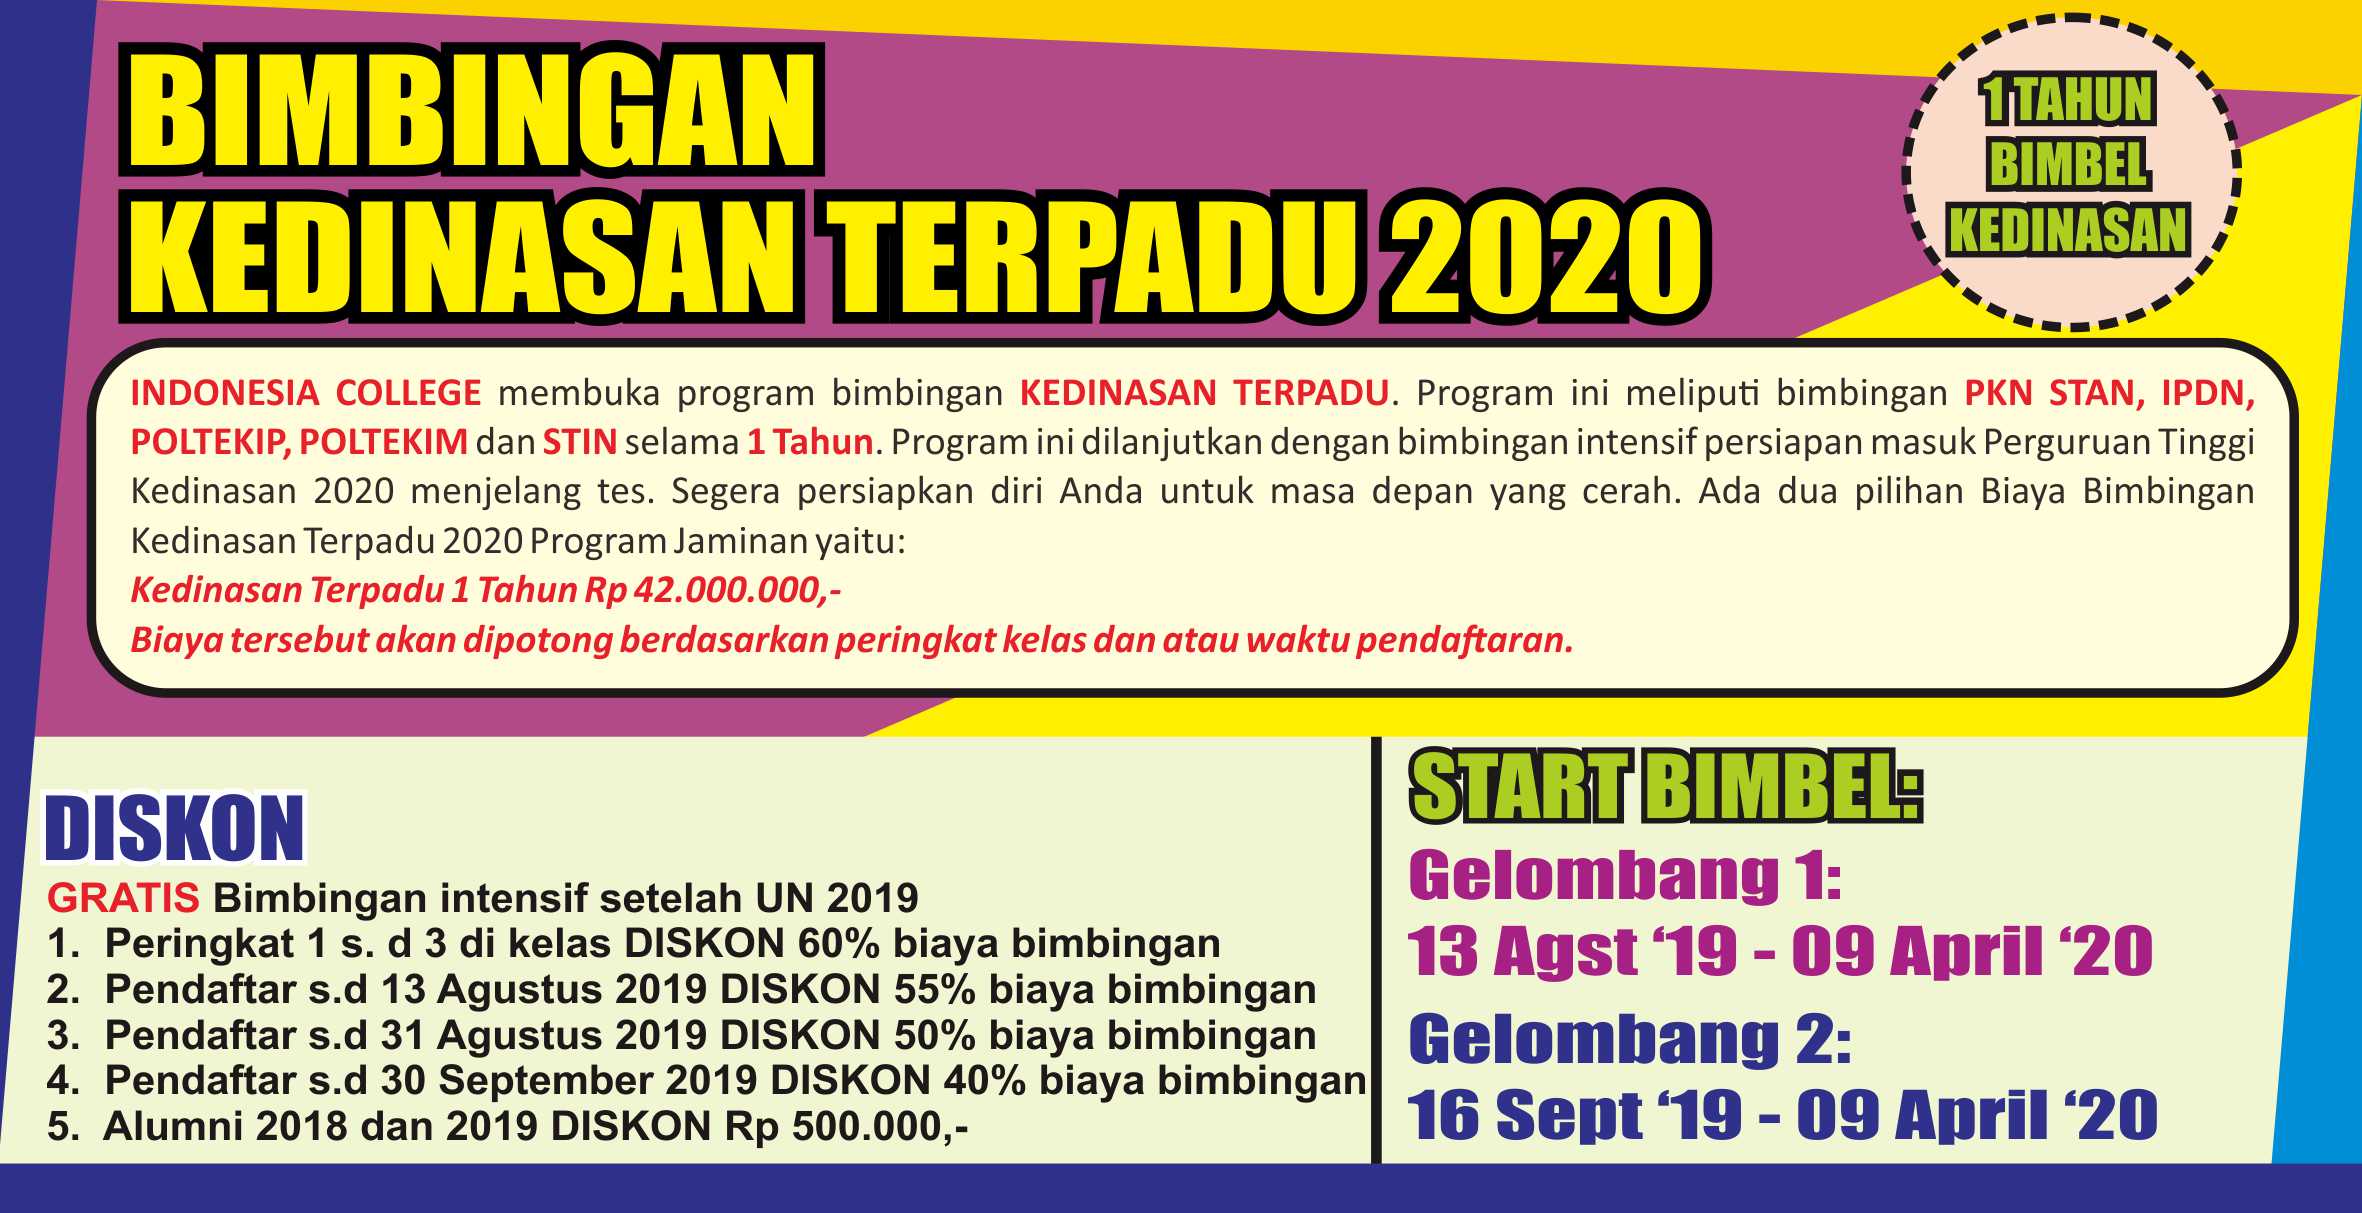 BIMBINGAN
KEDINASAN TERPADU 2020
1 TAHUN
BIMBEL
KEDINASAN
INDONESIA COLLEGE membuka program bimbingan KEDINASAN TERPADU. Program ini meliputi bimbingan PKN STAN, IPDN,
POLTEKIP, POLTEKIM dan STIN selama 1 Tahun. Program ini dilanjutkan dengan bimbingan intensif persiapan masuk Perguruan Tinggi
Kedinasan 2020 menjelang tes. Segera persiapkan diri Anda untuk masa depan yang cerah. Ada dua pilihan Biaya Bimbingan
Kedinasan Terpadu 2020 Program Jaminan yaitu:
Kedinasan Terpadu 1 Tahun Rp 42.000.000,-
Biaya tersebut akan dipotong berdasarkan peringkat kelas dan atau waktu pendaftaran.
DISKON
GRATIS Bimbingan intensif setelah UN 2019
1. Peringkat 1 s. d 3 di kelas DISKON 60% biaya bimbingan
2. Pendaftar s.d 13 Agustus 2019 DISKON 55% biaya bimbingan
3. Pendaftar s.d 31 Agustus 2019 DISKON 50% biaya bimbingan
4. Pendaftar s.d 30 September 2019 DISKON 40% biaya bimbingan
5. Alumni 2018 dan 2019 DISKON Rp 500.000,-
START BIMBEL:
Gelombang 1:
13 Agst ‘19 - 09 April ‘20
Gelombang 2:
16 Sept ‘19 - 09 April ‘20